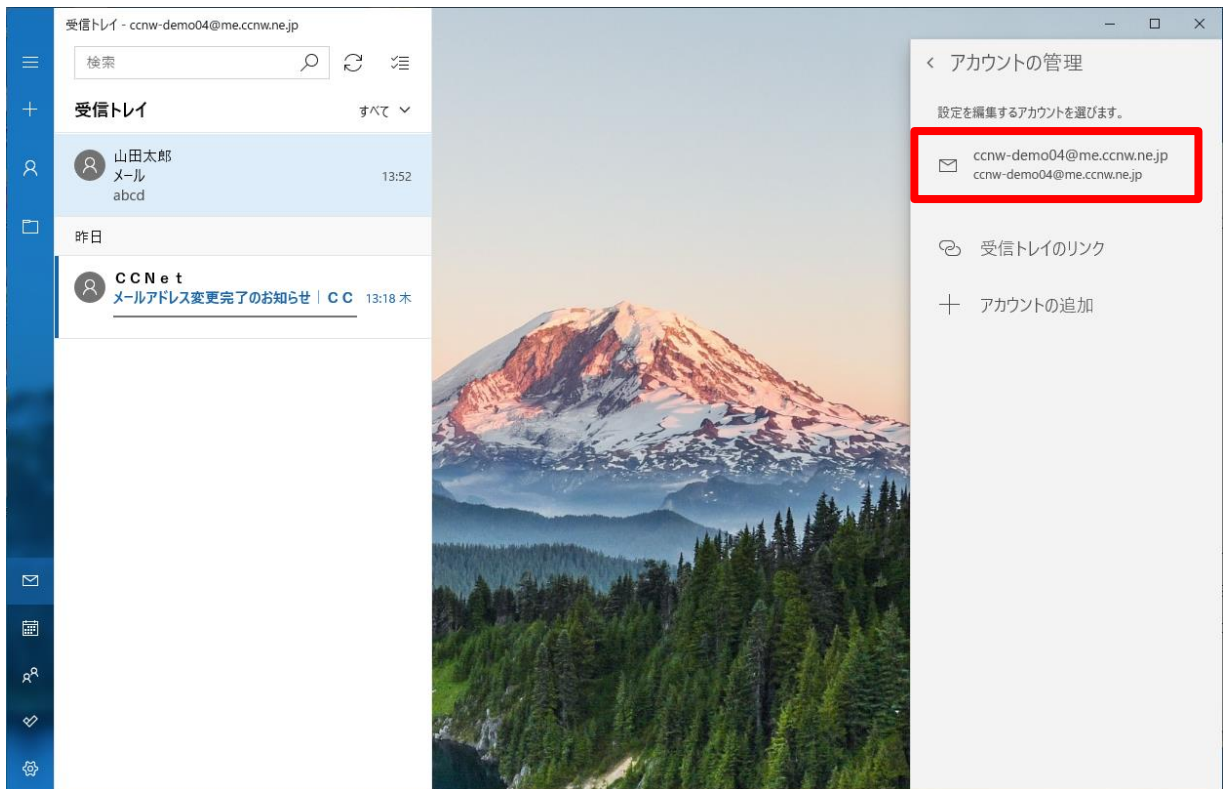 受信トレイ - ccnw-demo04@me.ccnw.ne.jp
検索
受信トレイ すべて
山田太郎
メール 13:52
abcd
昨日
ＣＣＮｅｔ
メールアドレス変更完了のお知らせ｜ＣＣ 13:18 木
アカウントの管理
設定を編集するアカウントを選びます。
ccnw-demo04@me.ccnw.ne.jp
ccnw-demo04@me.ccnw.ne.jp
受信トレイのリンク
アカウントの追加